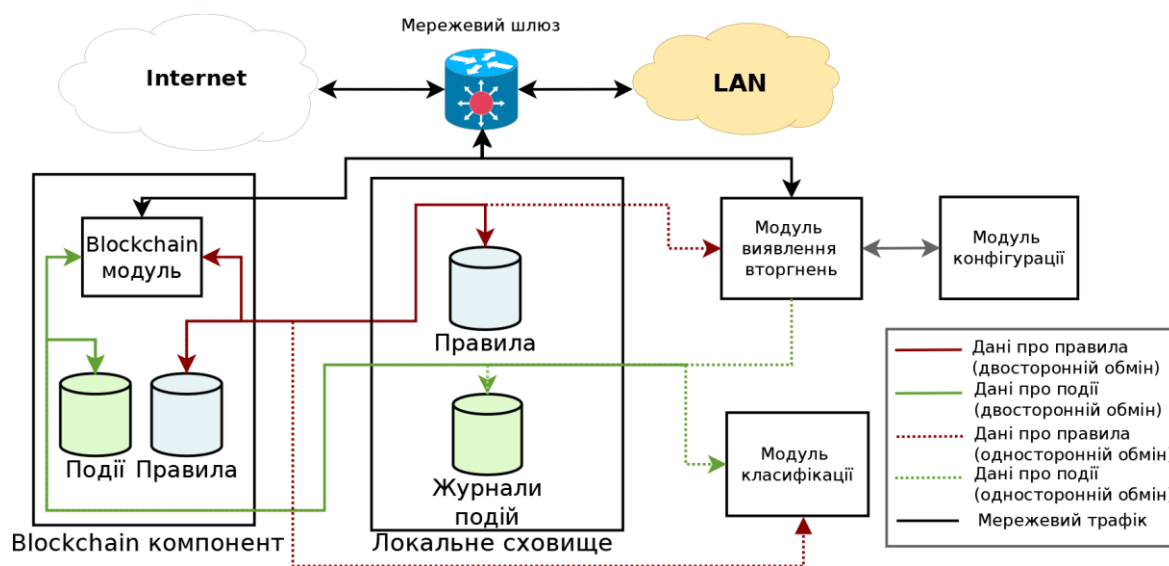 Мережевий шлюз
Internet
LAN
Blockchain
модуль
Події
Правила
Blockchain компонент
Правила
Журнали
подій
Локальне сховище
Модуль
виявлення
вторгнень
Модуль
конфігурації
Модуль
класифікації
Дані про правила
(двосторонній обмін)
Дані про події
(двосторонній обмін)
Дані про правила
(односторонній обмін)
Дані про події
(односторонній обмін)
Мережевий трафік